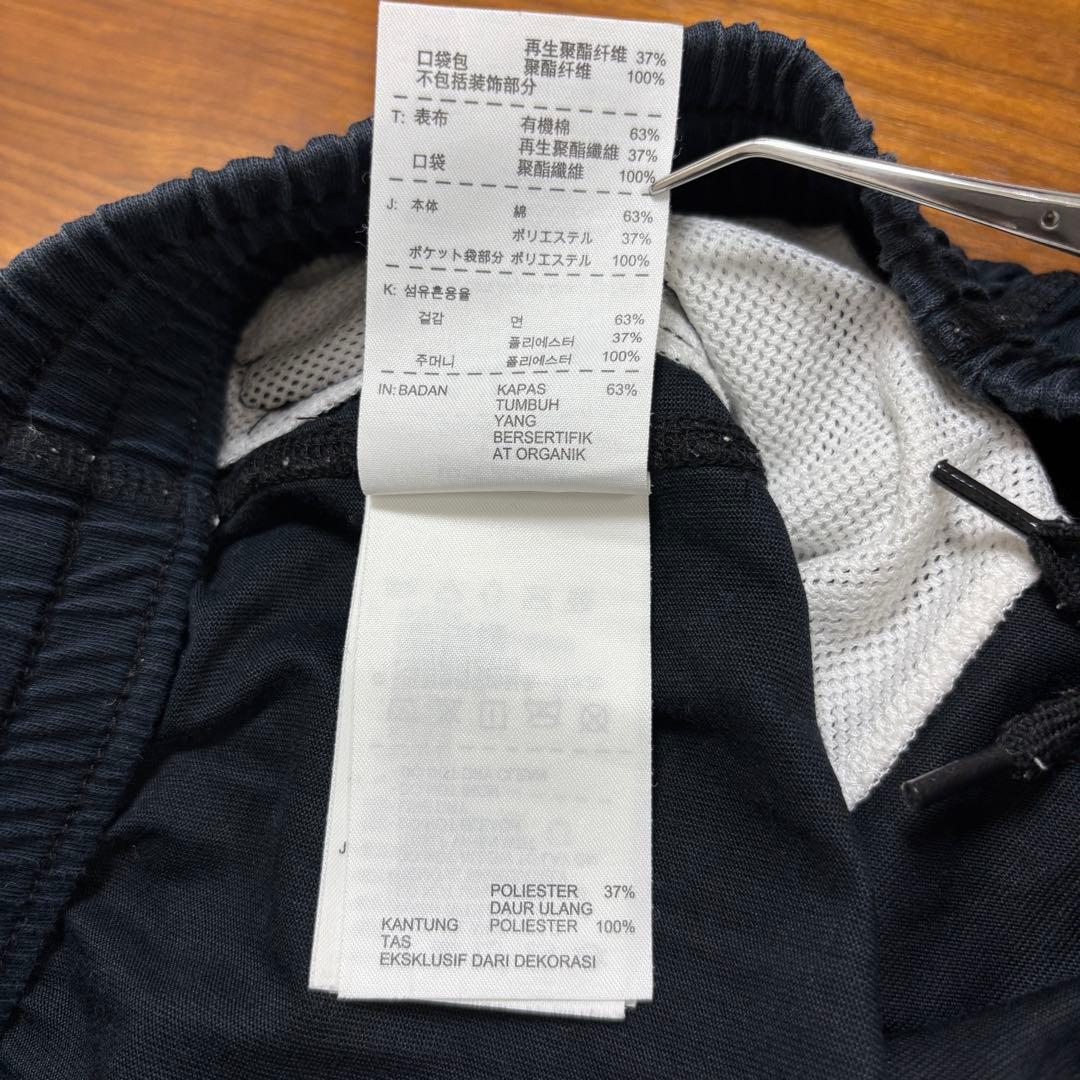 再生聚酯纤维 37%
口袋包 聚酯纤维 100%
不包括装饰部分
T: 表布 有機棉 63%
再生聚酯纖維 37%
口袋 聚酯纖維 100%
J: 本体 綿 63%
ポリエステル 37%
ポケット袋部分 ポリエステル 100%
K: 섬유혼용율
겉감 면 63%
폴리에스터 37%
주머니 폴리에스터 100%
IN: BADAN KAPAS 63%
TUMBUH
YANG
BERSERTIFIK
AT ORGANIK
J
POLIESTER 37%
DAUR ULANG
KANTUNG POLIESTER 100%
TAS
EKSKLUSIF DARI DEKORASI